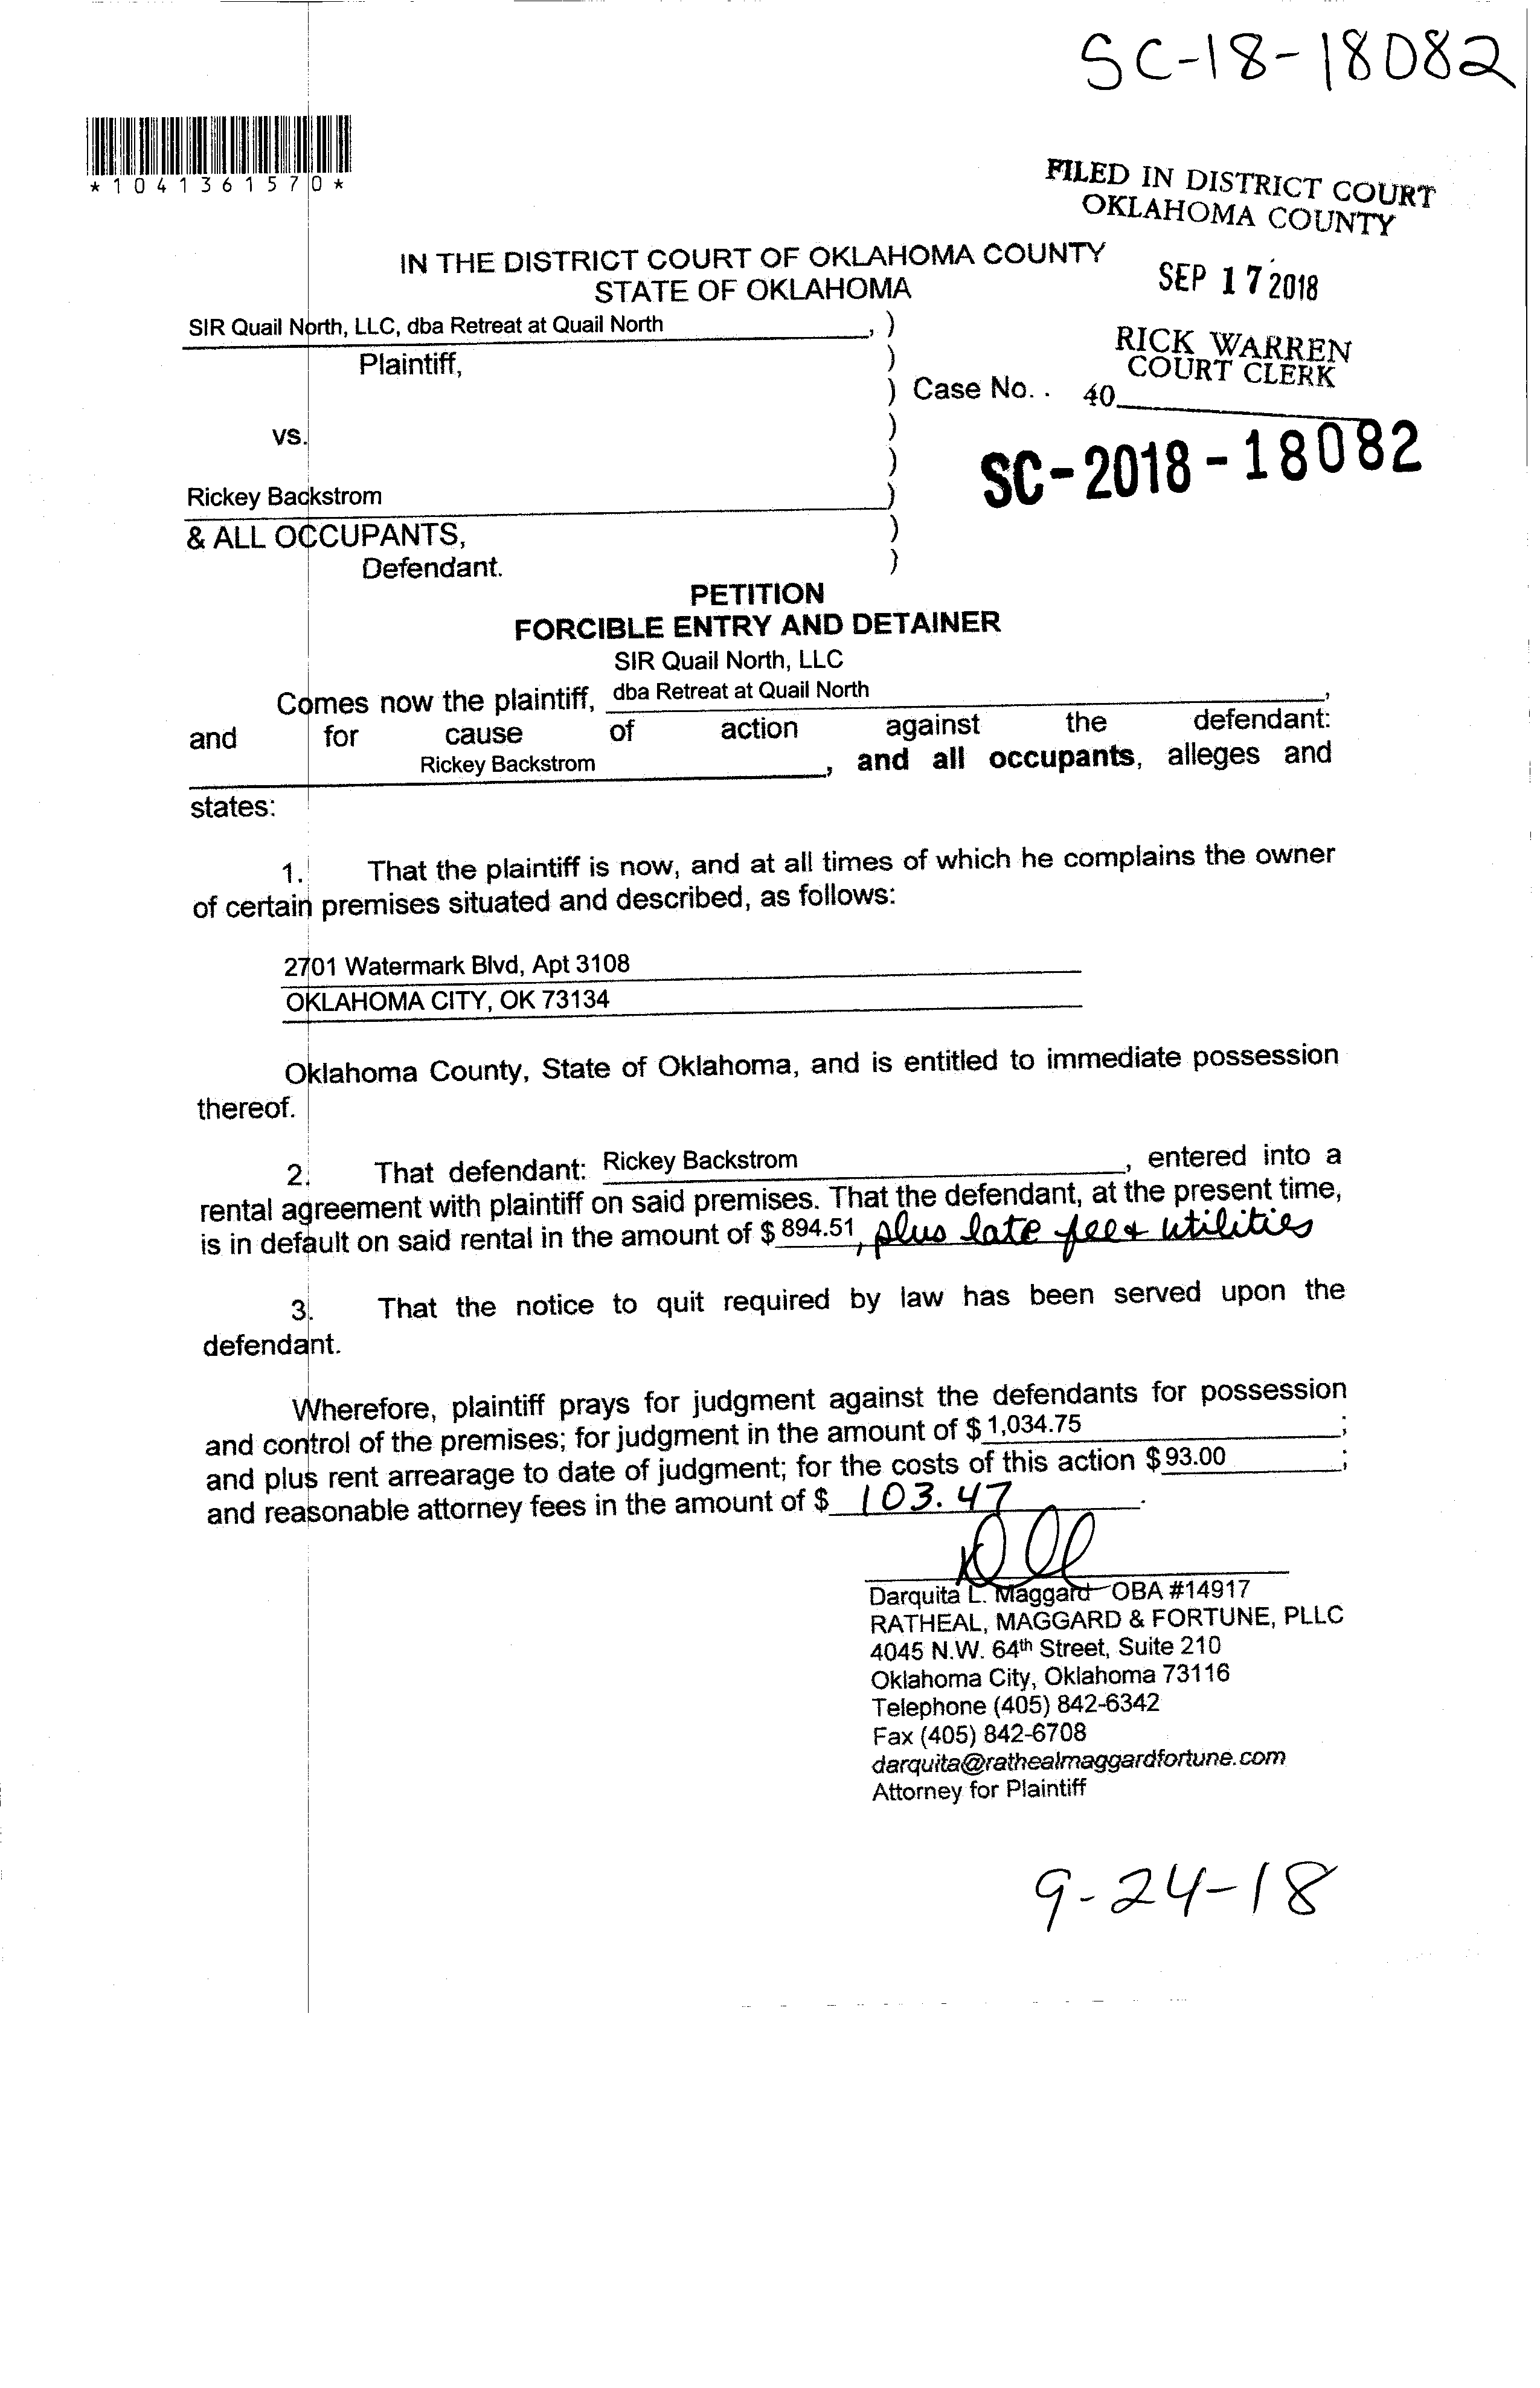 SC-18-18082
*1041361570*
FILED IN DISTRICT COURT
OKLAHOMA COUNTY
IN THE DISTRICT COURT OF OKLAHOMA COUNTY
STATE OF OKLAHOMA
SEP 17 2018
SIR Quail North, LLC, dba Retreat at Quail North , )
Plaintiff, )
RICK WARREN
COURT CLERK
) Case No. . 40
vs. )
)
SC-2018-18082
Rickey Backstrom )
& ALL OCCUPANTS, )
Defendant. )
PETITION
FORCIBLE ENTRY AND DETAINER
SIR Quail North, LLC
Comes now the plaintiff, dba Retreat at Quail North ,
and for cause of action against the defendant:
Rickey Backstrom , and all occupants, alleges and
states:
1. That the plaintiff is now, and at all times of which he complains the owner
of certain premises situated and described, as follows:
2701 Watermark Blvd, Apt 3108
OKLAHOMA CITY, OK 73134
Oklahoma County, State of Oklahoma, and is entitled to immediate possession
thereof.
2. That defendant: Rickey Backstrom , entered into a
rental agreement with plaintiff on said premises. That the defendant, at the present time,
is in default on said rental in the amount of $ 894.51, plus late fee + utilities
3. That the notice to quit required by law has been served upon the
defendant.
Wherefore, plaintiff prays for judgment against the defendants for possession
and control of the premises; for judgment in the amount of $ 1,034.75 ;
and plus rent arrearage to date of judgment; for the costs of this action $ 93.00 ;
and reasonable attorney fees in the amount of $ 103.47 .
Darquita L. Maggard OBA #14917
RATHEAL, MAGGARD & FORTUNE, PLLC
4045 N.W. 64th Street, Suite 210
Oklahoma City, Oklahoma 73116
Telephone (405) 842-6342
Fax (405) 842-6708
darquita@rathealmaggardfortune.com
Attorney for Plaintiff
9-24-18